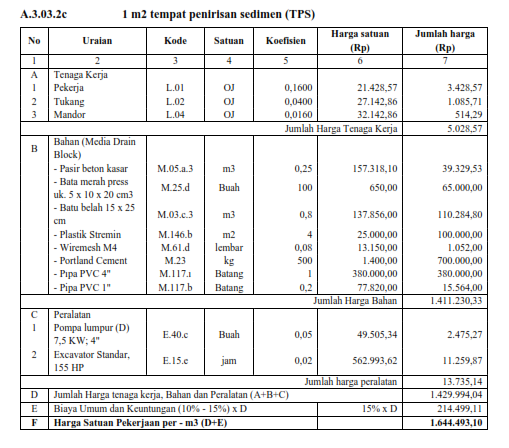 A.3.03.2c 1 m2 tempat penirisan sedimen (TPS)
No Uraian Kode Satuan Koefisien Harga satuan (Rp) Jumlah harga (Rp)
1 2 3 4 5 6 7
A Tenaga Kerja
1 Pekerja L.01 OJ 0,1600 21.428,57 3.428,57
2 Tukang L.02 OJ 0,0400 27.142,86 1.085,71
3 Mandor L.04 OJ 0,0160 32.142,86 514,29
Jumlah Harga Tenaga Kerja 5.028,57
B Bahan (Media Drain
Block)
- Pasir beton kasar M.05.a.3 m3 0,25 157.318,10 39.329,53
- Bata merah press
uk. 5 x 10 x 20 cm3 M.25.d Buah 100 650,00 65.000,00
- Batu belah 15 x 25
cm M.03.c.3 m3 0,8 137.856,00 110.284,80
- Plastik Stremin M.146.b m2 4 25.000,00 100.000,00
- Wiremesh M4 M.61.d lembar 0,08 13.150,00 1.052,00
- Portland Cement M.23 kg 500 1.400,00 700.000,00
- Pipa PVC 4" M.117.1 Batang 1 380.000,00 380.000,00
- Pipa PVC 1" M.117.b Batang 0,2 77.820,00 15.564,00
Jumlah Harga Bahan 1.411.230,33
C Peralatan
1 Pompa lumpur (D)
7,5 KW; 4" E.40.c Buah 0,05 49.505,34 2.475,27
2 Excavator Standar,
155 HP E.15.e jam 0,02 562.993,62 11.259,87
Jumlah harga peralatan 13.735,14
D Jumlah Harga tenaga kerja, Bahan dan Peralatan (A+B+C) 1.429.994,04
E Biaya Umum dan Keuntungan (10% - 15%) x D 15% x D 214.499,11
F Harga Satuan Pekerjaan per - m3 (D+E) 1.644.493,10